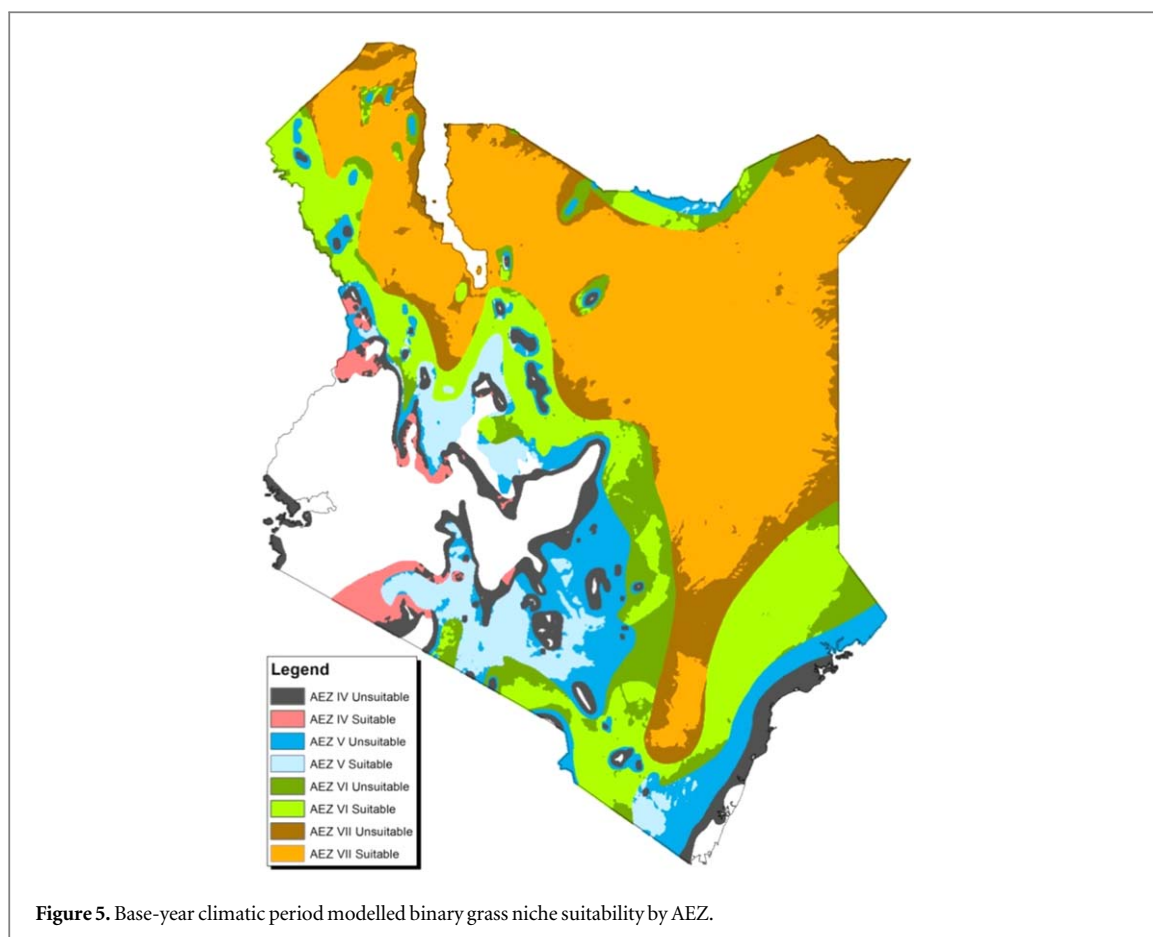 Legend
AEZ IV Unsuitable
AEZ IV Suitable
AEZ V Unsuitable
AEZ V Suitable
AEZ VI Unsuitable
AEZ VI Suitable
AEZ VII Unsuitable
AEZ VII Suitable
Figure 5. Base-year climatic period modelled binary grass niche suitability by AEZ.